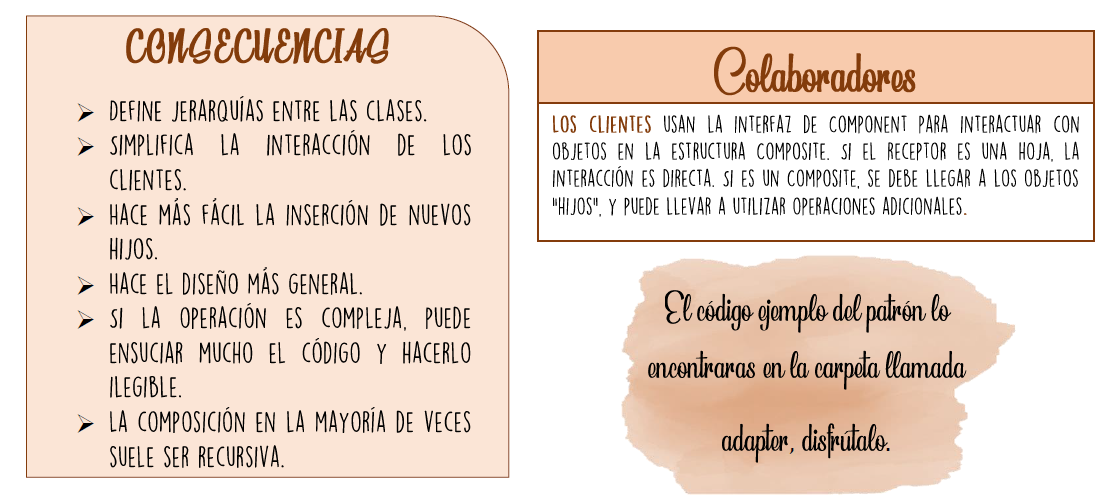 CONSECUENCIAS
DEFINE JERARQUÍAS ENTRE LAS CLASES.
SIMPLIFICA LA INTERACCIÓN DE LOS
CLIENTES.
HACE MÁS FÁCIL LA INSERCIÓN DE NUEVOS
HIJOS.
HACE EL DISEÑO MÁS GENERAL.
SI LA OPERACIÓN ES COMPLEJA, PUEDE
ENSUCIAR MUCHO EL CÓDIGO Y HACERLO
ILEGIBLE.
LA COMPOSICIÓN EN LA MAYORÍA DE VECES
SUELE SER RECURSIVA.
Colaboradores
LOS CLIENTES USAN LA INTERFAZ DE COMPONENT PARA INTERACTUAR CON
OBJETOS EN LA ESTRUCTURA COMPOSITE. SI EL RECEPTOR ES UNA HOJA, LA
INTERACCIÓN ES DIRECTA. SI ES UN COMPOSITE, SE DEBE LLEGAR A LOS OBJETOS
"HIJOS", Y PUEDE LLEVAR A UTILIZAR OPERACIONES ADICIONALES.
El código ejemplo del patrón lo
encontraras en la carpeta llamada
adapter, disfrútalo.